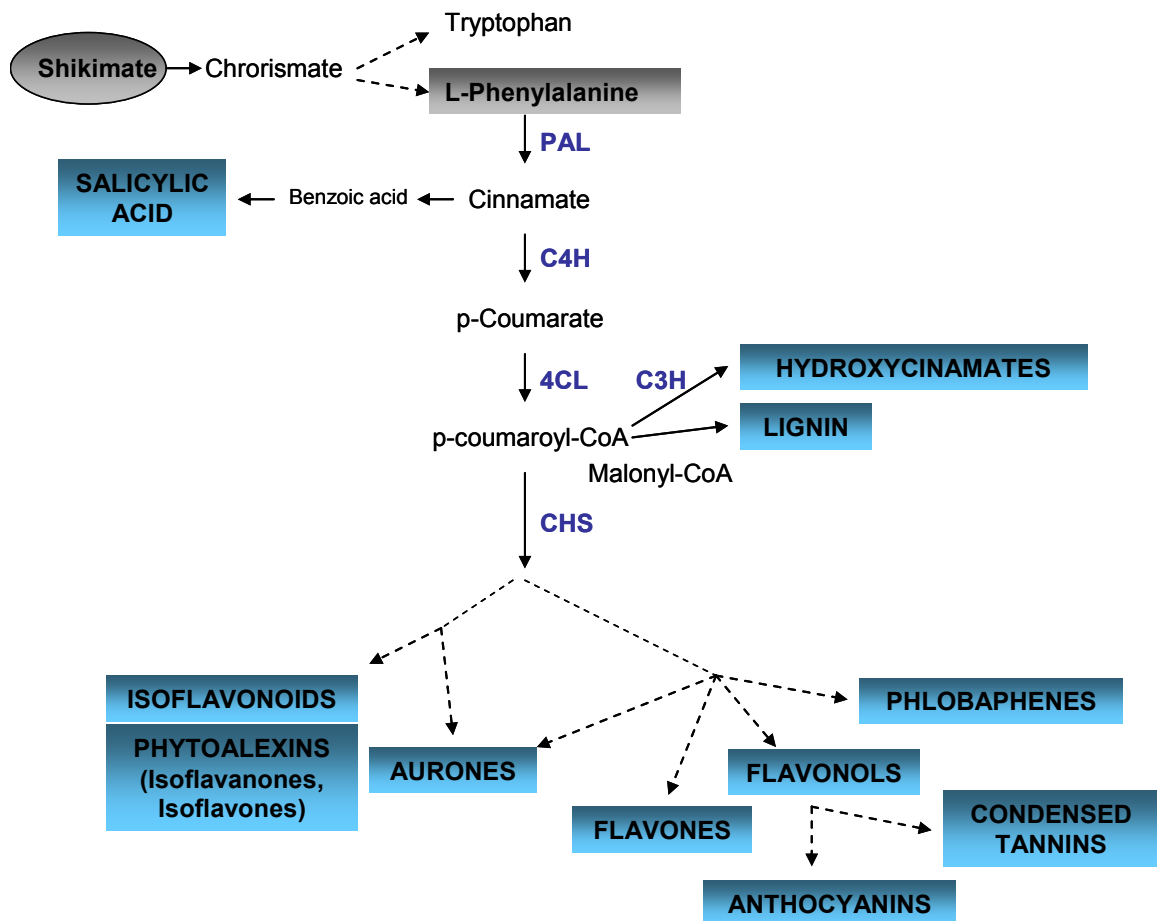 Tryptophan
Shikimate
Chrorismate
L-Phenylalanine
PAL
SALICYLIC
ACID
Benzoic acid
Cinnamate
C4H
p-Coumarate
HYDROXYCINAMATES
4CL
C3H
LIGNIN
p-coumaroyl-CoA
Malonyl-CoA
CHS
ISOFLAVONOIDS
PHLOBAPHENES
PHYTOALEXINS
(Isoflavanones,
Isoflavones)
AURONES
FLAVONOLS
FLAVONES
CONDENSED
TANNINS
ANTHOCYANINS